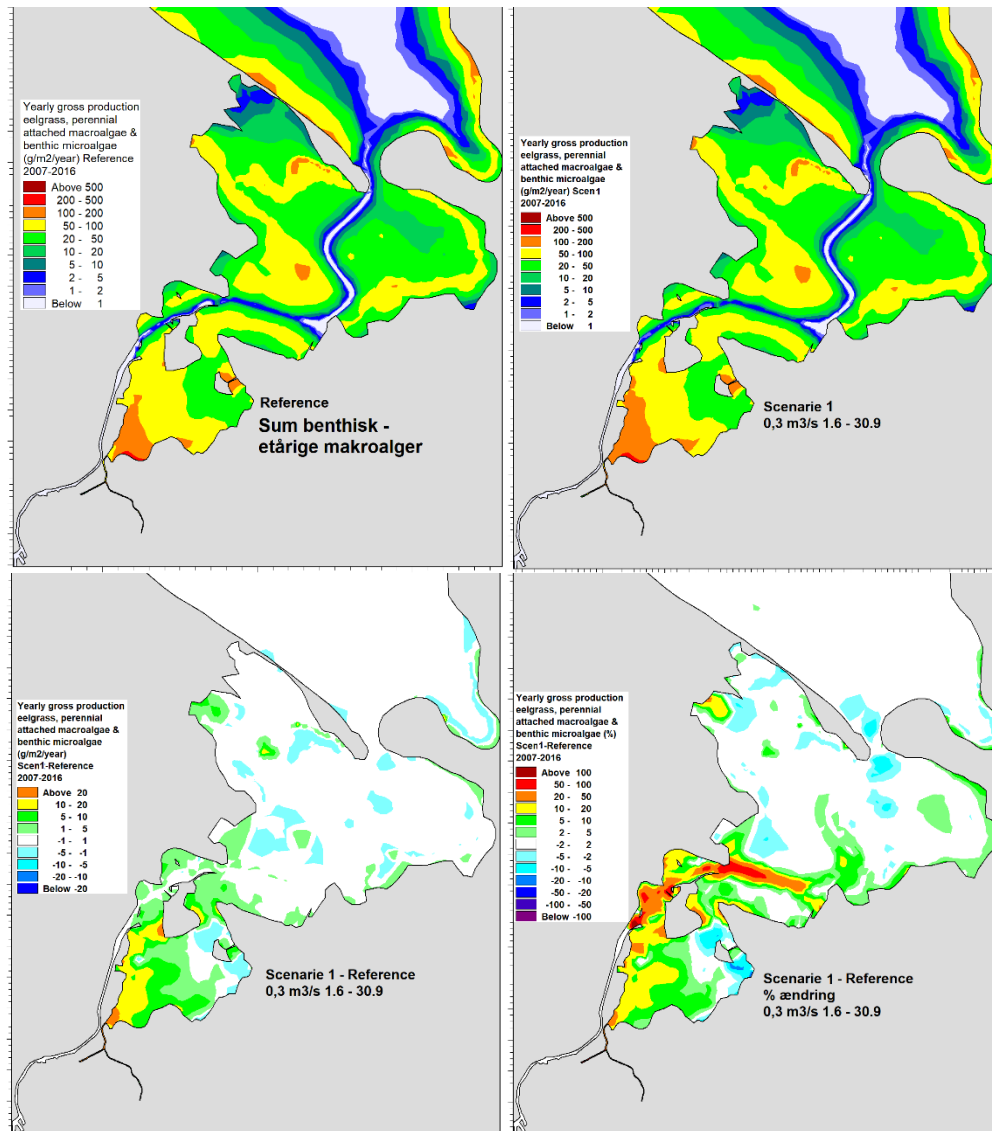 Yearly gross production
eelgrass, perennial
attached macroalgae &
benthic microalgae
(g/m2/year) Reference
2007-2016
Above 500
200 - 500
100 - 200
50 - 100
20 - 50
10 - 20
5 - 10
2 - 5
1 - 2
Below 1
Reference
Sum benthisk -
etårige makroalger
Yearly gross production
eelgrass, perennial
attached macroalgae &
benthic microalgae
(g/m2/year) Scen1
2007-2016
Above 500
200 - 500
100 - 200
50 - 100
20 - 50
10 - 20
5 - 10
2 - 5
1 - 2
Below 1
Scenarie 1
0,3 m3/s 1.6 - 30.9
Yearly gross production
eelgrass, perennial
attached macroalgae &
benthic microalgae
(g/m2/year)
Scen1-Reference
2007-2016
Above 20
10 - 20
5 - 10
1 - 5
-1 - 1
-5 - -1
-10 - -5
-20 - -10
Below -20
Scenarie 1 - Reference
0,3 m3/s 1.6 - 30.9
Yearly gross production
eelgrass, perennial
attached macroalgae &
benthic microalgae (%)
Scen1-Reference
2007-2016
Above 100
50 - 100
20 - 50
10 - 20
5 - 10
2 - 5
-2 - 2
-5 - -2
-10 - -5
-20 - -10
-50 - -20
-100 - -50
Below -100
Scenarie 1 - Reference
% ændring
0,3 m3/s 1.6 - 30.9